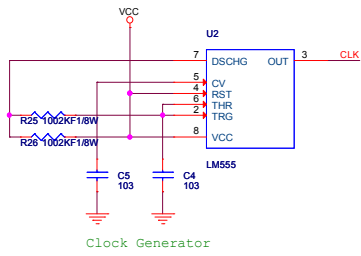 VCC
U2
7 DSCHG OUT 3 CLK
5 CV
4 RST
6 THR
2 TRG
R25 1002KF1/8W
8 VCC
R26 1002KF1/8W
LM555
C5 C4
103 103
Clock Generator